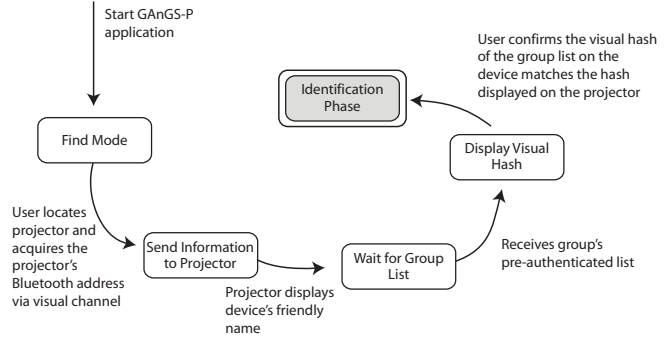 Start GAnGS-P
application
User confirms the visual hash
of the group list on the
device matches the hash
displayed on the projector
Identification
Phase
Find Mode
Display Visual
Hash
User locates
projector and
acquires the
projector's
Bluetooth address
via visual channel
Send Information
to Projector
Wait for Group
List
Receives group's
pre-authenticated list
Projector displays
device's friendly
name